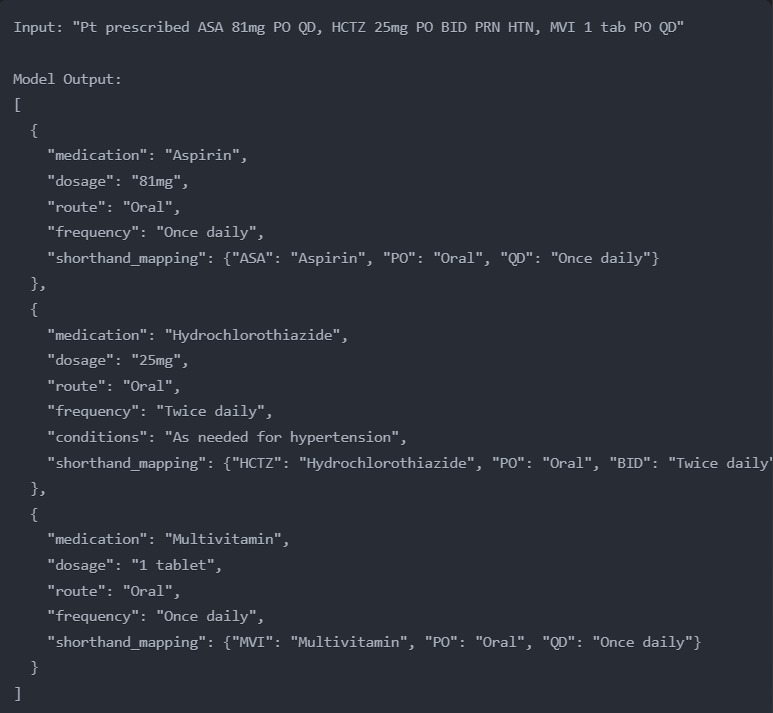 Input: "Pt prescribed ASA 81mg PO QD, HCTZ 25mg PO BID PRN HTN, MVI 1 tab PO QD"
Model Output:
[
  {
    "medication": "Aspirin",
    "dosage": "81mg",
    "route": "Oral",
    "frequency": "Once daily",
    "shorthand_mapping": {"ASA": "Aspirin", "PO": "Oral", "QD": "Once daily"}
  },
  {
    "medication": "Hydrochlorothiazide",
    "dosage": "25mg",
    "route": "Oral",
    "frequency": "Twice daily",
    "conditions": "As needed for hypertension",
    "shorthand_mapping": {"HCTZ": "Hydrochlorothiazide", "PO": "Oral", "BID": "Twice daily"
  },
  {
    "medication": "Multivitamin",
    "dosage": "1 tablet",
    "route": "Oral",
    "frequency": "Once daily",
    "shorthand_mapping": {"MVI": "Multivitamin", "PO": "Oral", "QD": "Once daily"}
  }
]